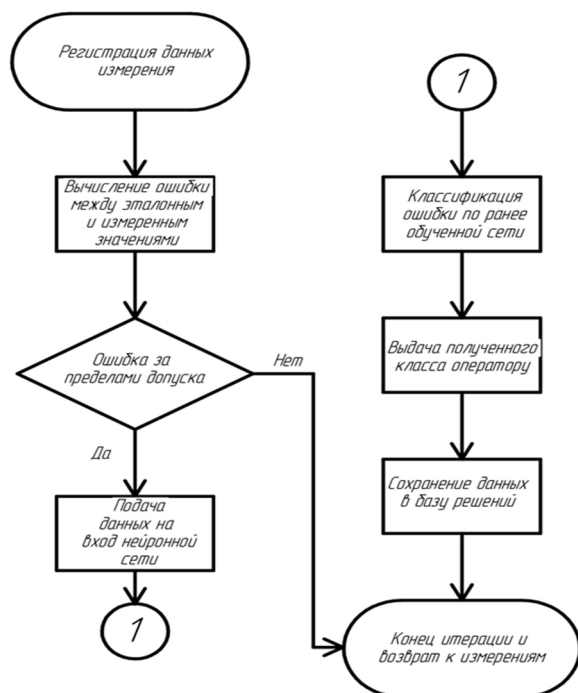 Регистрация данных
измерения
Вычисление ошибки
между эталонным
и измеренным
значениями
Ошибка за
пределами допуска
Нет
Да
Подача
данных на
вход нейронной
сети
1
1
Классификация
ошибки по ранее
обученной сети
Выдача полученного
класса оператору
Сохранение данных
в базу решений
Конец итерации и
возврат к измерениям